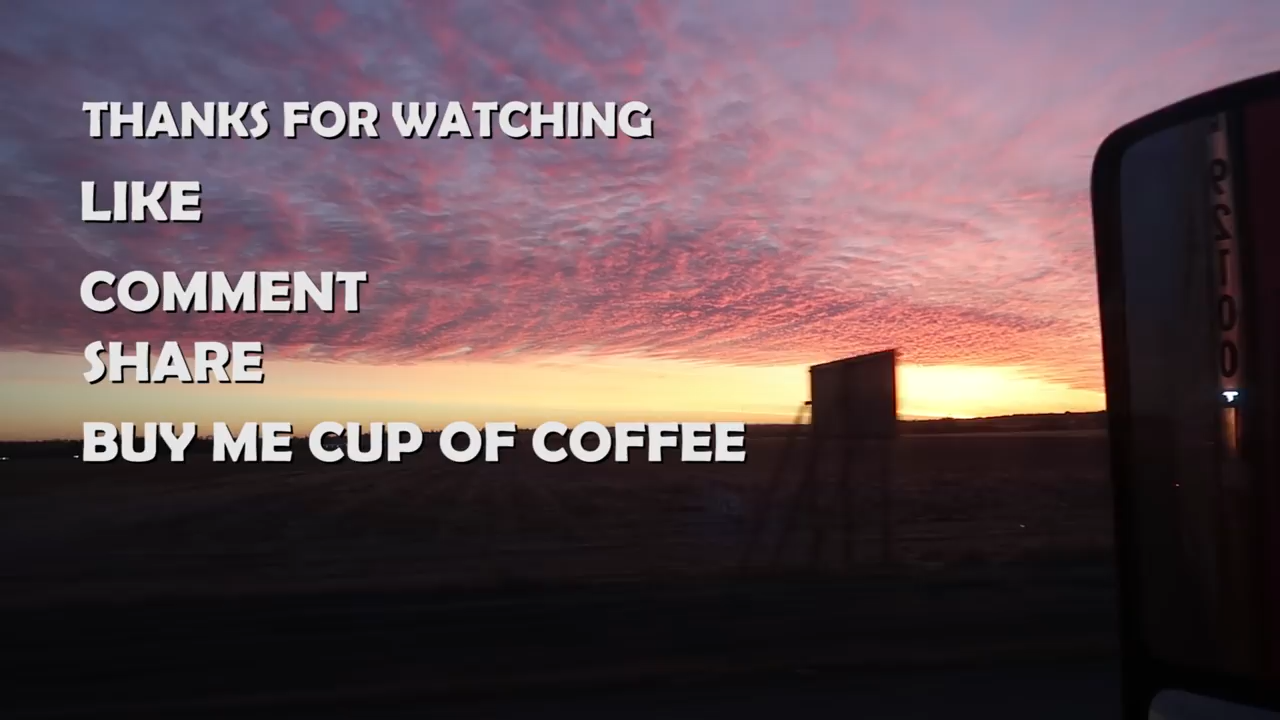 THANKS FOR WATCHING
LIKE
COMMENT
SHARE
BUY ME CUP OF COFFEE